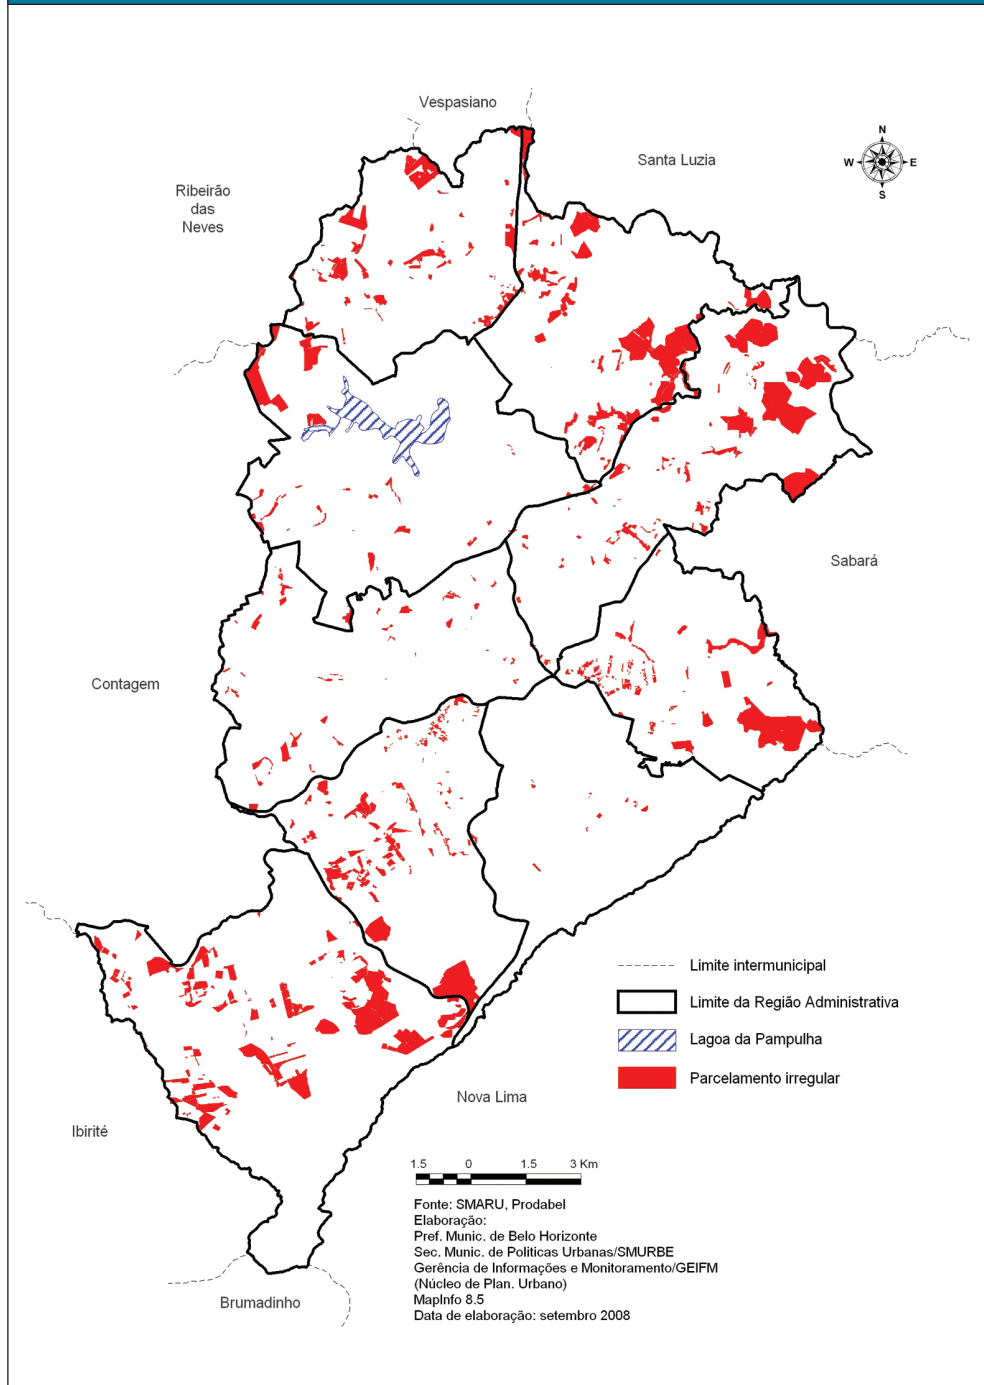 Vespasiano
Santa Luzia
N
W
E
S
Ribeirão
das
Neves
Sabará
Contagem
Limite intermunicipal
Limite da Região Administrativa
Lagoa da Pampulha
Parcelamento irregular
Nova Lima
Ibirité
1.5 0 1.5 3 Km
Fonte: SMARU, Prodabel
Elaboração:
Pref. Munic. de Belo Horizonte
Sec. Munic. de Politicas Urbanas/SMURBE
Gerência de Informações e Monitoramento/GEIFM
(Núcleo de Plan. Urbano)
MapInfo 8.5
Data de elaboração: setembro 2008
Brumadinho